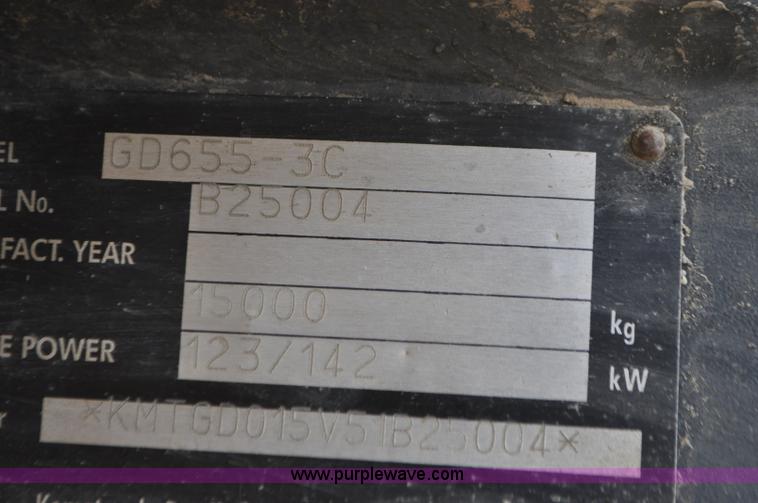 EL GD655-3C
L No. B25004
FACT. YEAR
15000 kg
E POWER 123/142 kW
*KMTGD015V51B25004*
www.purplewave.com